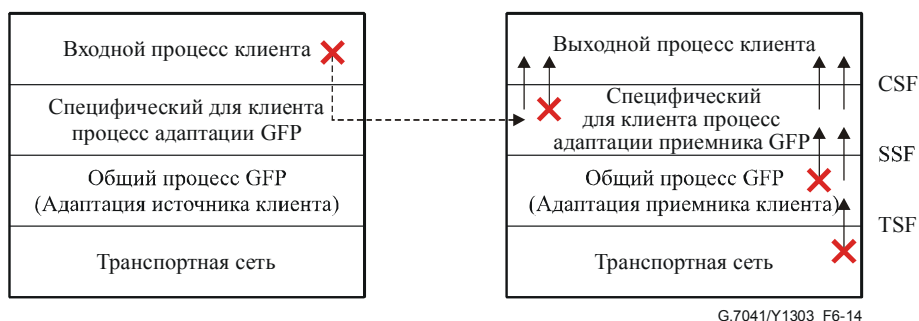 Входной процесс клиента
Специфический для клиента
процесс адаптации GFP
Общий процесс GFP
(Адаптация источника клиента)
Транспортная сеть
Выходной процесс клиента
CSF
Специфический
для клиента процесс
адаптации приемника GFP
SSF
Общий процесс GFP
(Адаптация приемника клиента)
TSF
Транспортная сеть
G.7041/Y1303_F6-14